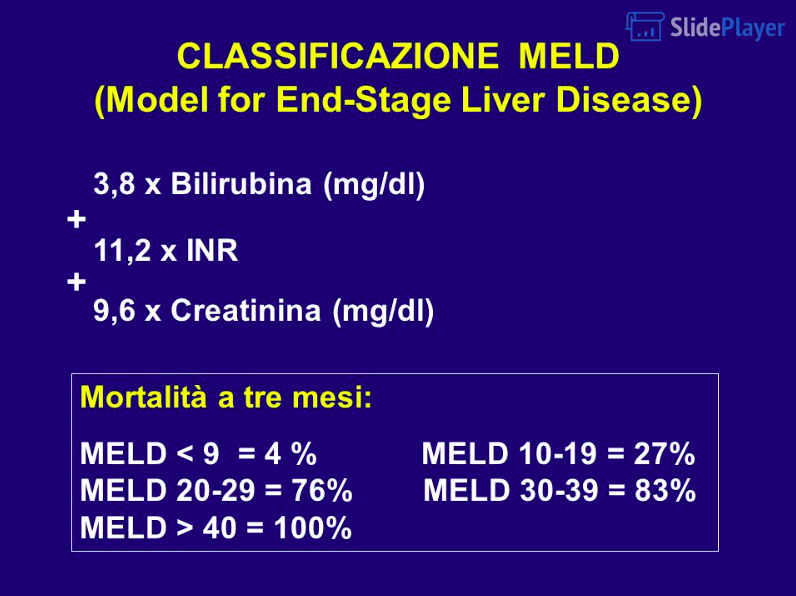 SlidePlayer
CLASSIFICAZIONE MELD
(Model for End-Stage Liver Disease)
3,8 x Bilirubina (mg/dl)
+
11,2 x INR
+
9,6 x Creatinina (mg/dl)
Mortalità a tre mesi:
MELD < 9 = 4 % MELD 10-19 = 27%
MELD 20-29 = 76% MELD 30-39 = 83%
MELD > 40 = 100%